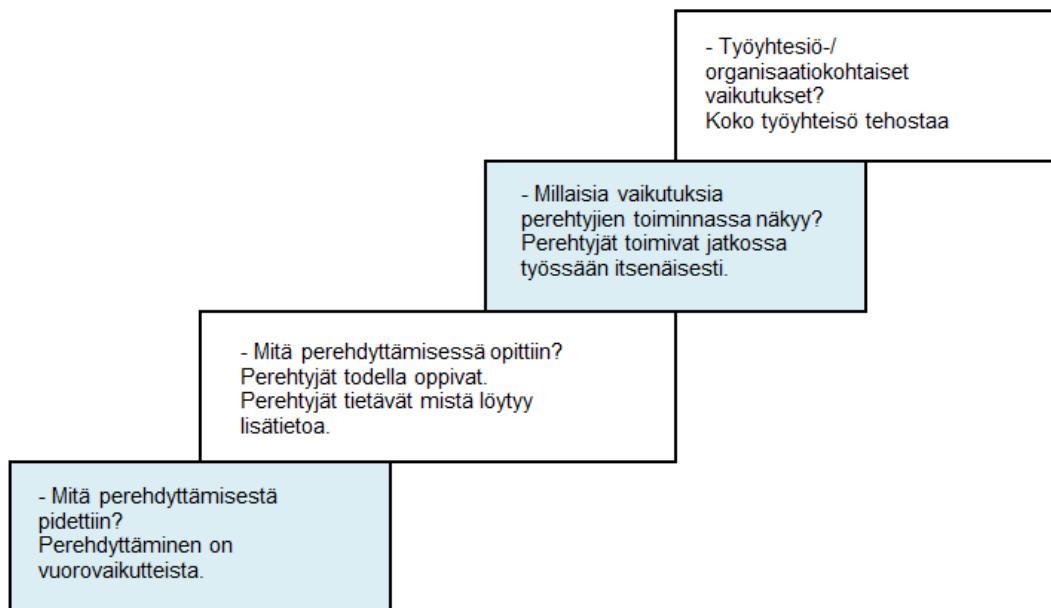 - Työyhtesiö-/
organisaatiokohtaiset
vaikutukset?
Koko työyhteisö tehostaa
- Millaisia vaikutuksia
perehtyjien toiminnassa näkyy?
Perehtyjät toimivat jatkossa
työssään itsenäisesti.
- Mitä perehdyttämisessä opittiin?
Perehtyjät todella oppivat.
Perehtyjät tietävät mistä löytyy
lisätietoa.
- Mitä perehdyttämisestä
pidettiin?
Perehdyttäminen on
vuorovaikutteista.